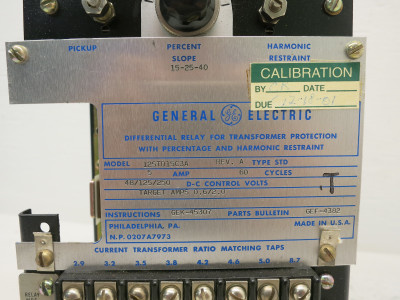 PICKUP
PERCENT
SLOPE
15-25-40
HARMONIC
RESTRAINT
CALIBRATION
BY DATE
DUE
GENERAL GE ELECTRIC
DIFFERENTIAL RELAY FOR TRANSFORMER PROTECTION
WITH PERCENTAGE AND HARMONIC RESTRAINT
MODEL 12STD15C3A REV. A TYPE STD
5 AMP 60 CYCLES
48/125/250 D-C CONTROL VOLTS
TARGET AMPS 0.6/2.0
INSTRUCTIONS GEK-45307 PARTS BULLETIN GEF-4382
PHILADELPHIA, PA. MADE IN U.S.A.
N.P. 0207A7973
CURRENT TRANSFORMER RATIO MATCHING TAPS
2.9 3.2 3.5 3.8 4.2 4.6 5.0 8.7
RELAY